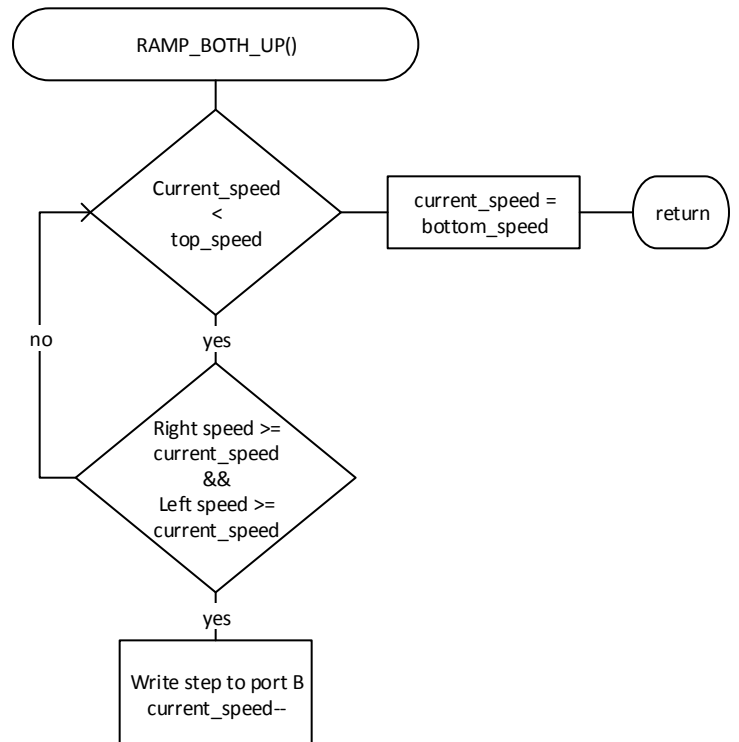 RAMP_BOTH_UP()
Current_speed
<
top_speed
current_speed =
bottom_speed
return
no
yes
Right speed >=
current_speed
&&
Left speed >=
current_speed
yes
Write step to port B
current_speed--